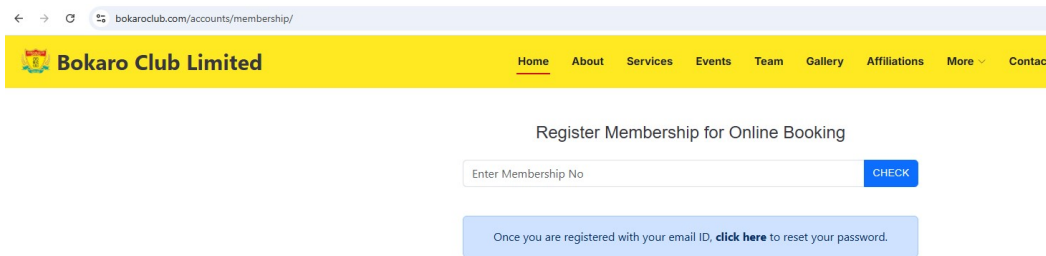 bokaroclub.com/accounts/membership/
Bokaro Club Limited
Home About Services Events Team Gallery Affiliations More Contac
Register Membership for Online Booking
Enter Membership No CHECK
Once you are registered with your email ID, click here to reset your password.